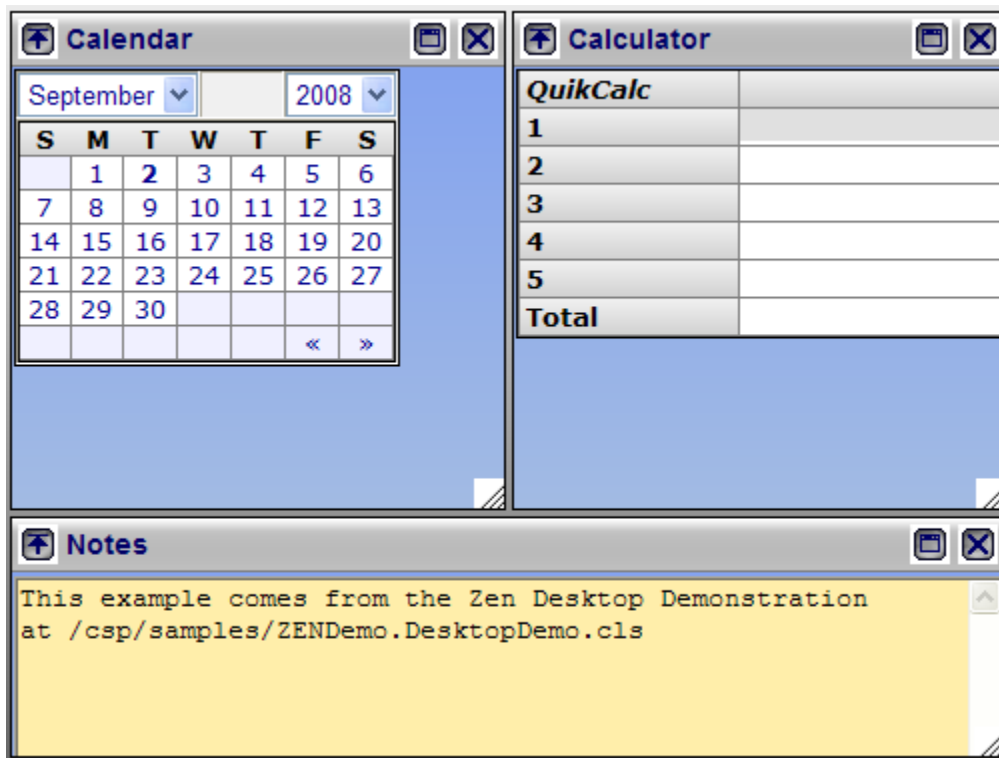 Calendar
September 2008
S M T W T F S
1 2 3 4 5 6
7 8 9 10 11 12 13
14 15 16 17 18 19 20
21 22 23 24 25 26 27
28 29 30
« »
Calculator
QuikCalc
1
2
3
4
5
Total
Notes
This example comes from the Zen Desktop Demonstration
at /csp/samples/ZENDemo.DesktopDemo.cls